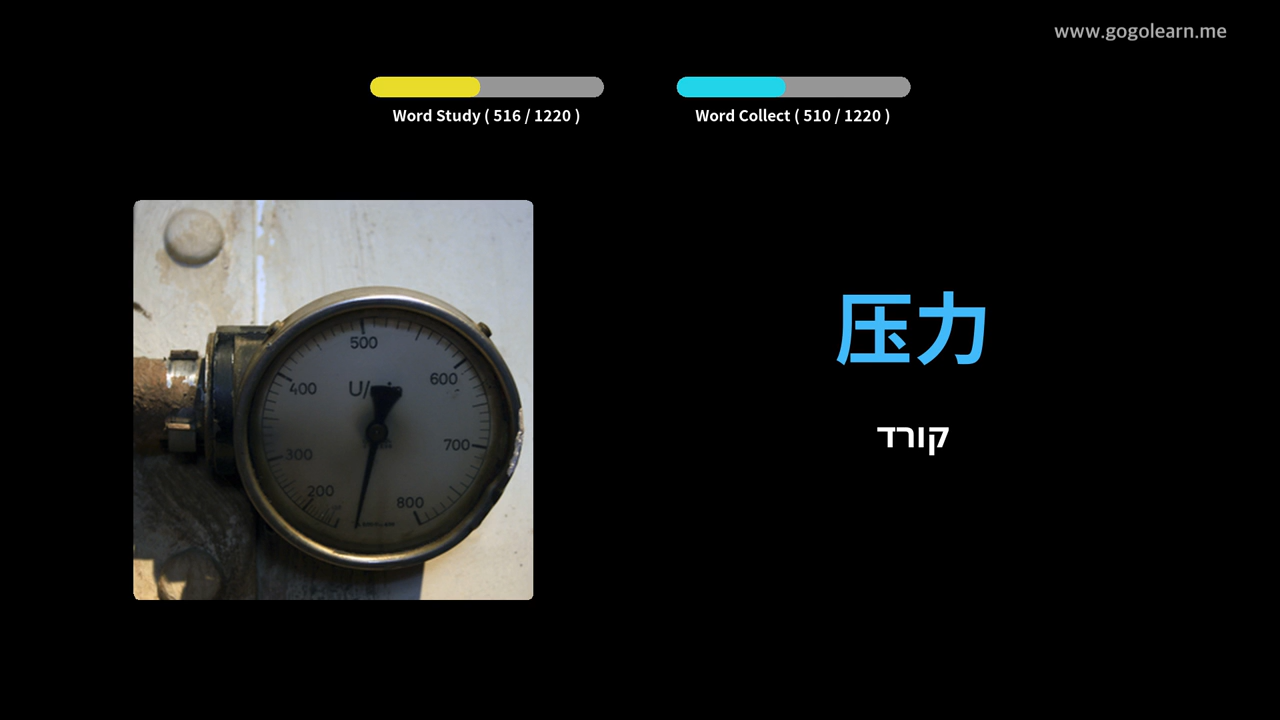 www.gogolearn.me
Word Study ( 516 / 1220 )
Word Collect ( 510 / 1220 )
压力
קורד
500
400
600
300
700
200
800